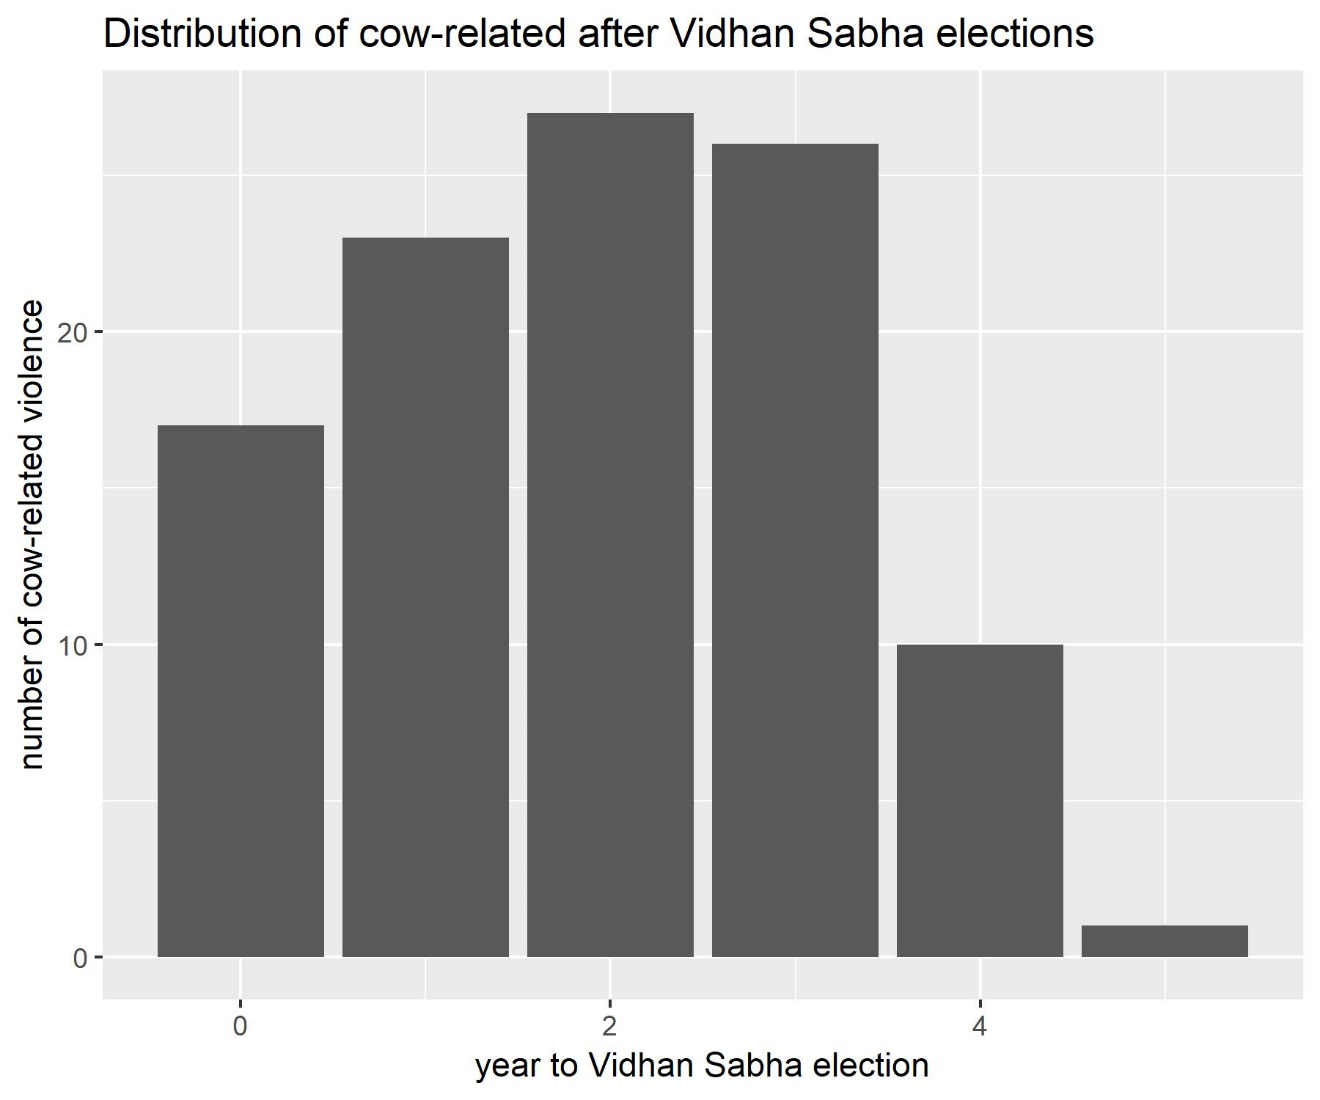 Distribution of cow-related after Vidhan Sabha elections
number of cow-related violence
20
10
0
0
2
4
year to Vidhan Sabha election